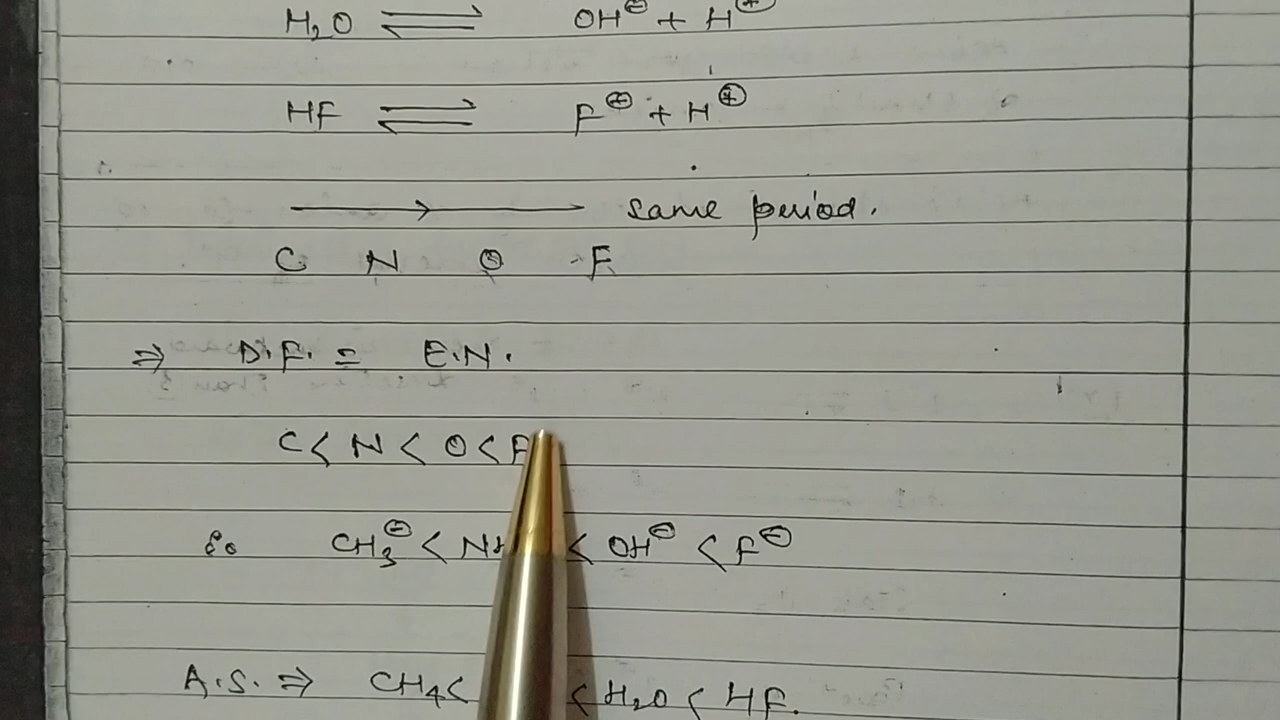 H₂O ⇌ OH⊖ + H⊕
HF ⇌ F⊕ + H⊕
⟶ same period.
C N O F
⇒ D.F. = E.N.
C < N < O < F
So CH₃⊖ < < OH⊖ < F⊖
A.S. ⇒ CH₄ < < H₂O < HF.